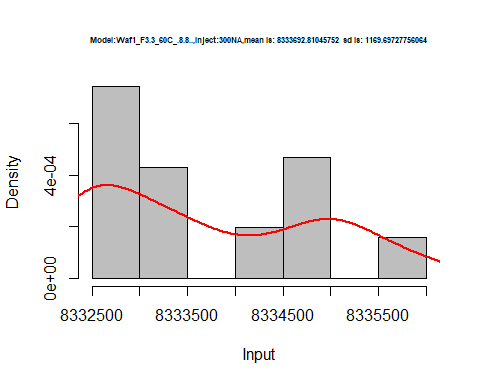 Model:Waf1_F3.3_60C_.8.8.,Inject:300NA,mean is: 8333692.81045752 sd is: 1169.69727756064
Density
4e-04
0e+00
8332500 8333500 8334500 8335500
Input